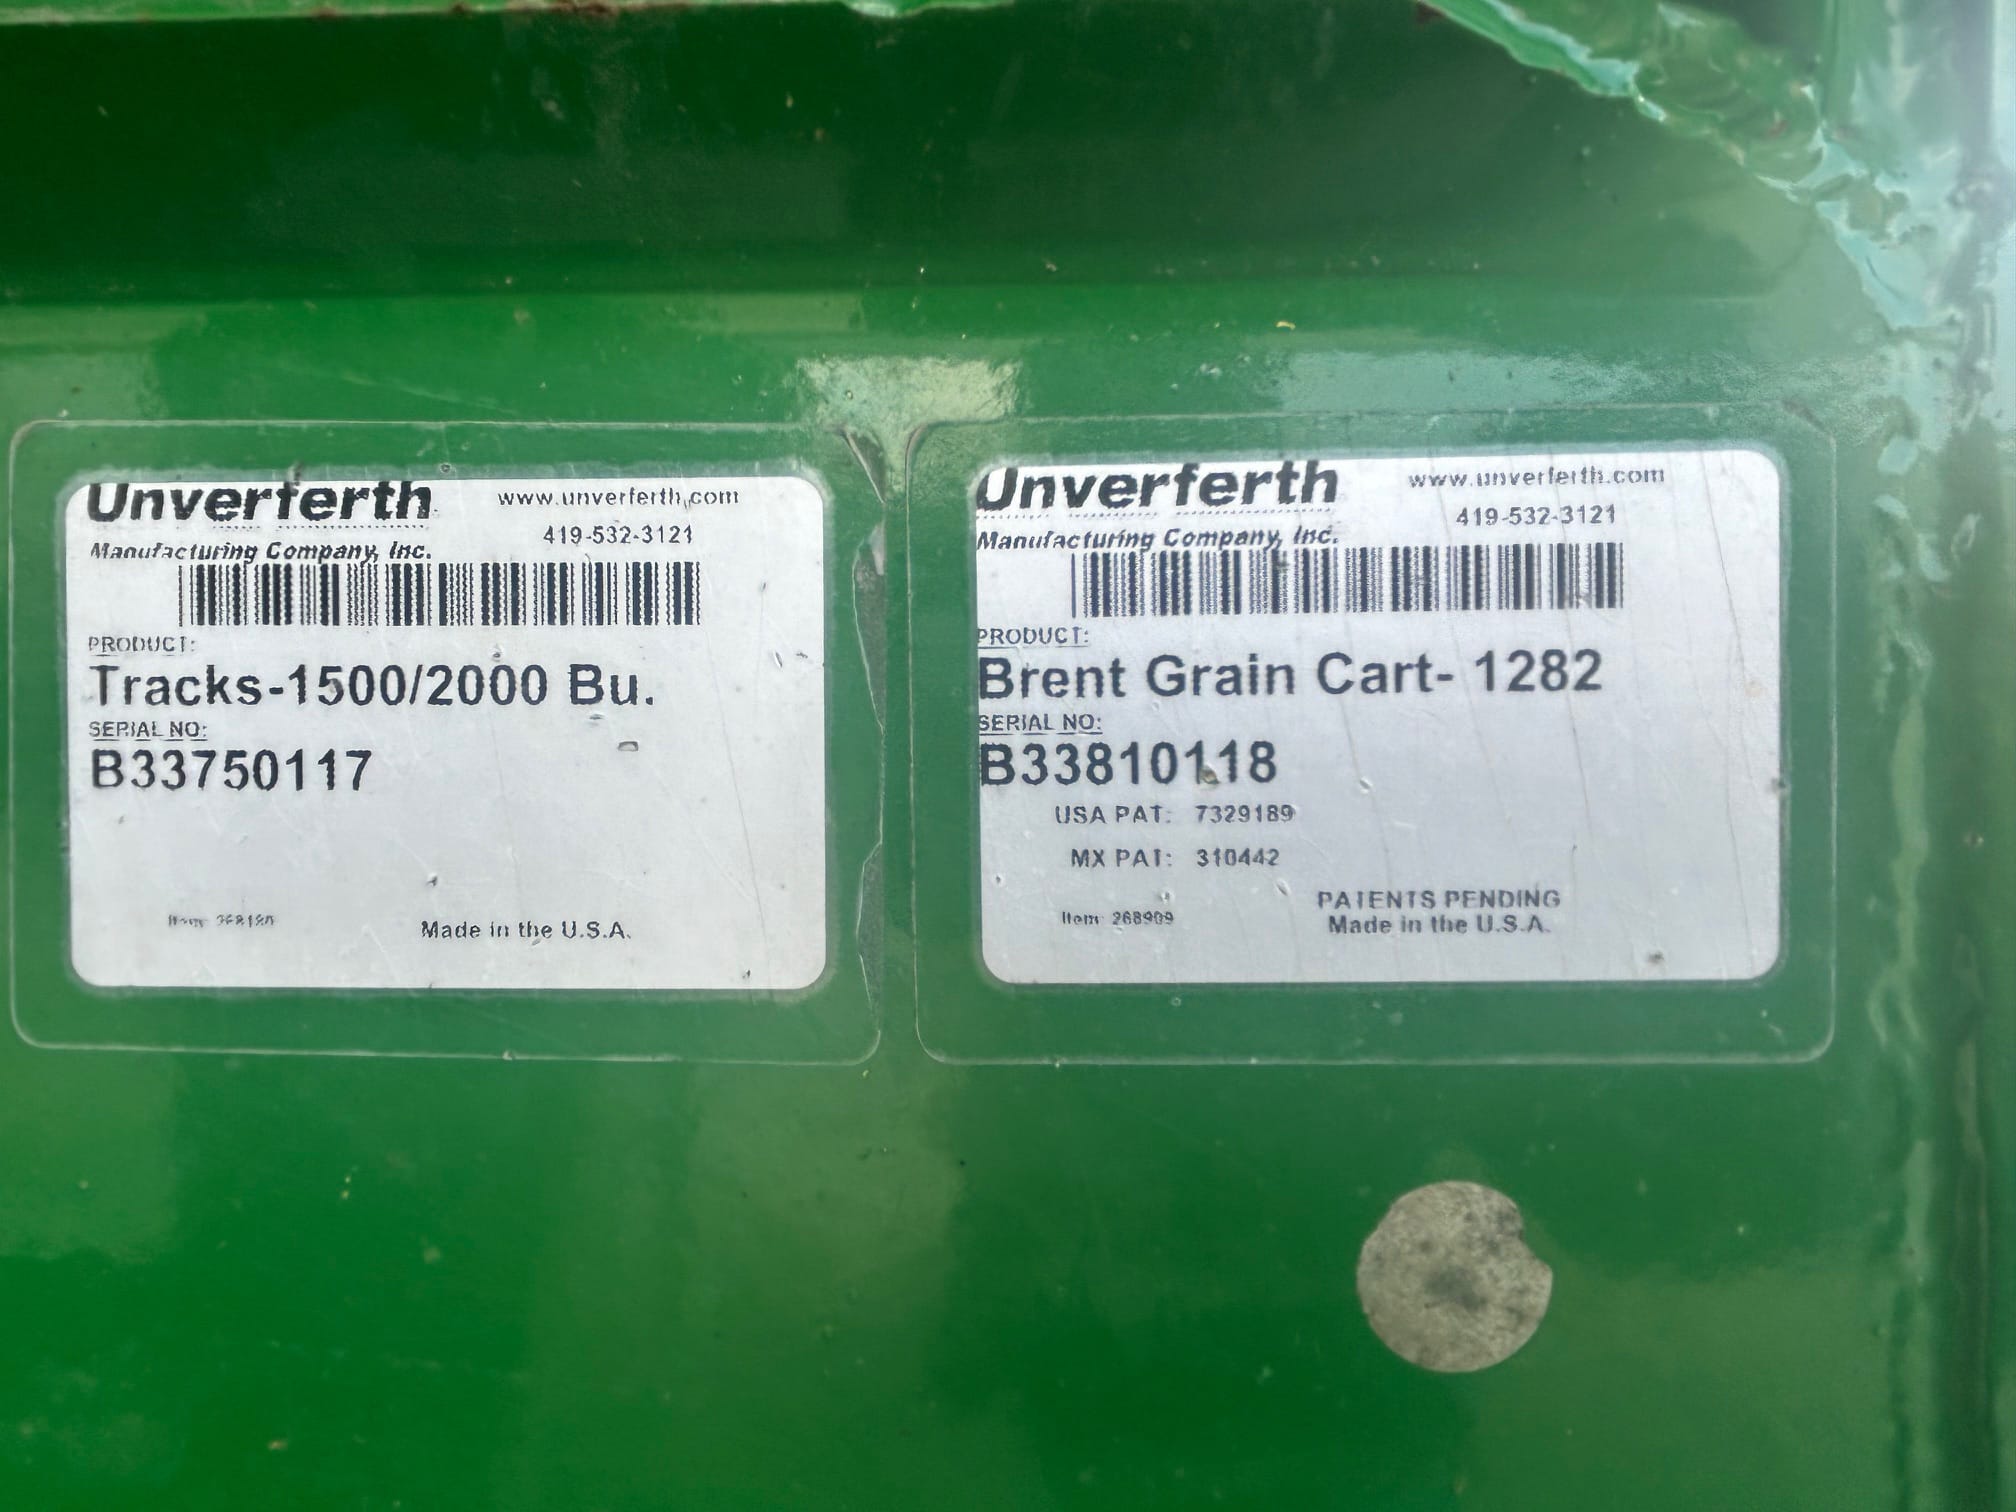 Unverferth
www.unverferth.com
419-532-3121
Manufacturing Company, Inc.
PRODUCT:
Tracks-1500/2000 Bu.
SERIAL NO:
B33750117
Item:
Made in the U.S.A.
Unverferth
www.unverferth.com
419-532-3121
Manufacturing Company, Inc.
PRODUCT:
Brent Grain Cart- 1282
SERIAL NO:
B33810118
USA PAT: 7329189
MX PAT: 310442
PATENTS PENDING
Item: 268909
Made in the U.S.A.